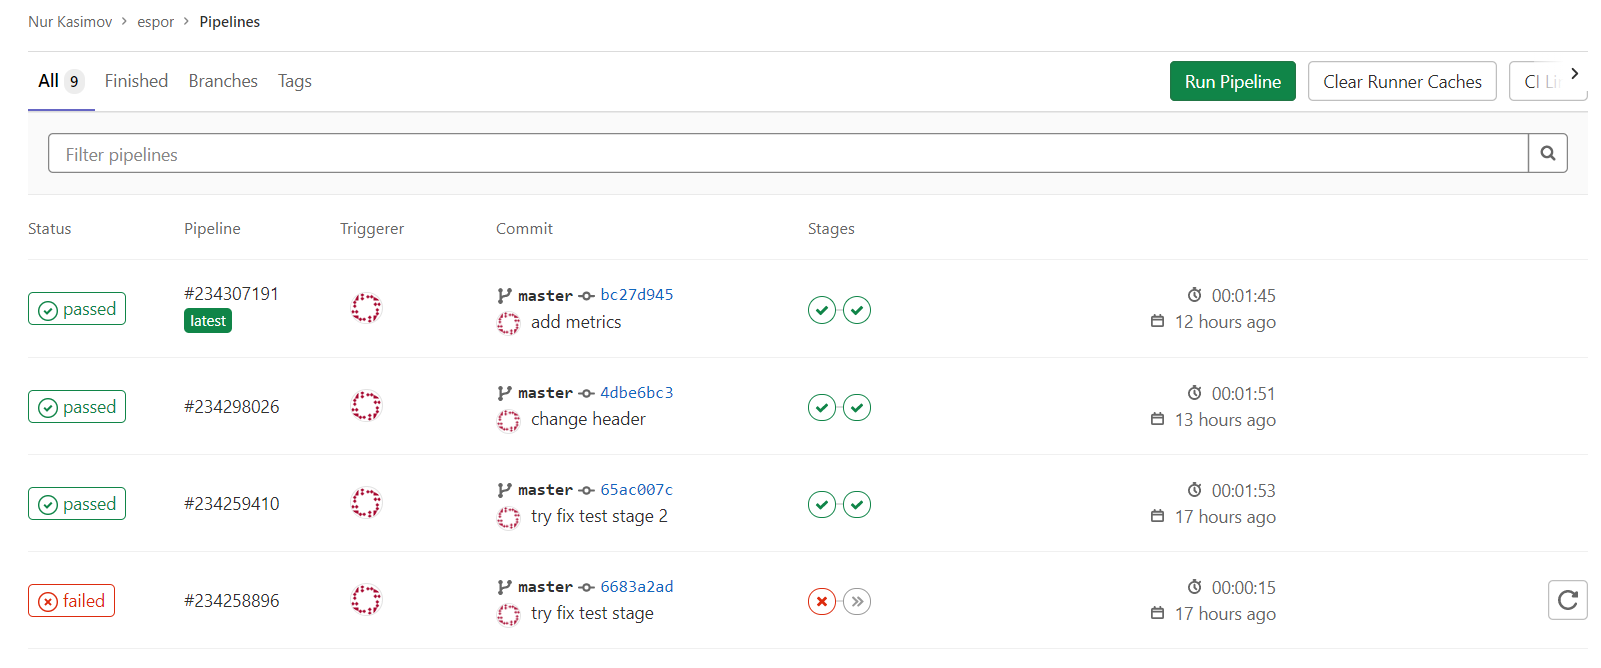 Nur Kasimov > espor > Pipelines
All 9 Finished Branches Tags Run Pipeline Clear Runner Caches CI
Filter pipelines
Status Pipeline Triggerer Commit Stages
passed #234307191 latest master bc27d945 00:01:45
add metrics 12 hours ago
passed #234298026 master 4dbe6bc3 00:01:51
change header 13 hours ago
passed #234259410 master 65ac007c 00:01:53
try fix test stage 2 17 hours ago
failed #234258896 master 6683a2ad 00:00:15
try fix test stage 17 hours ago